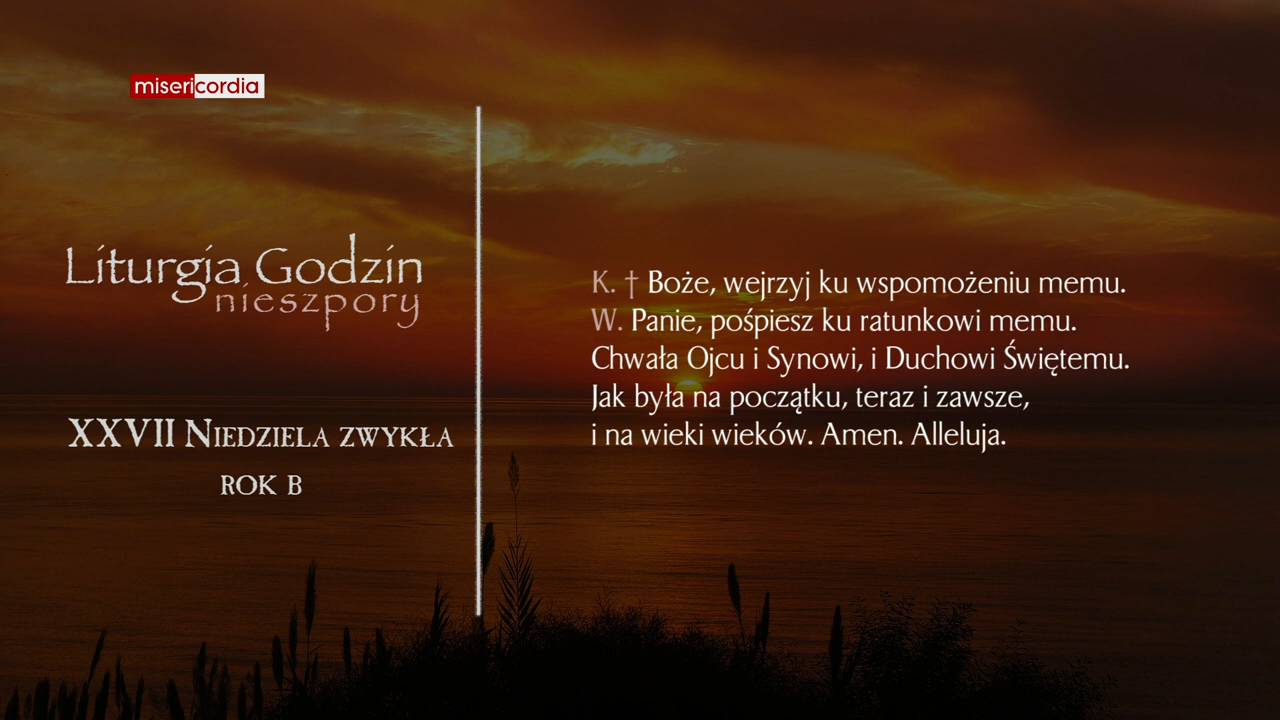 misericordia
Liturgia Godzin
nieszpory
XXVII Niedziela zwykła
rok B
K. † Boże, wejrzyj ku wspomożeniu memu.
W. Panie, pośpiesz ku ratunkowi memu.
Chwała Ojcu i Synowi, i Duchowi Świętemu.
Jak była na początku, teraz i zawsze,
i na wieki wieków. Amen. Alleluja.